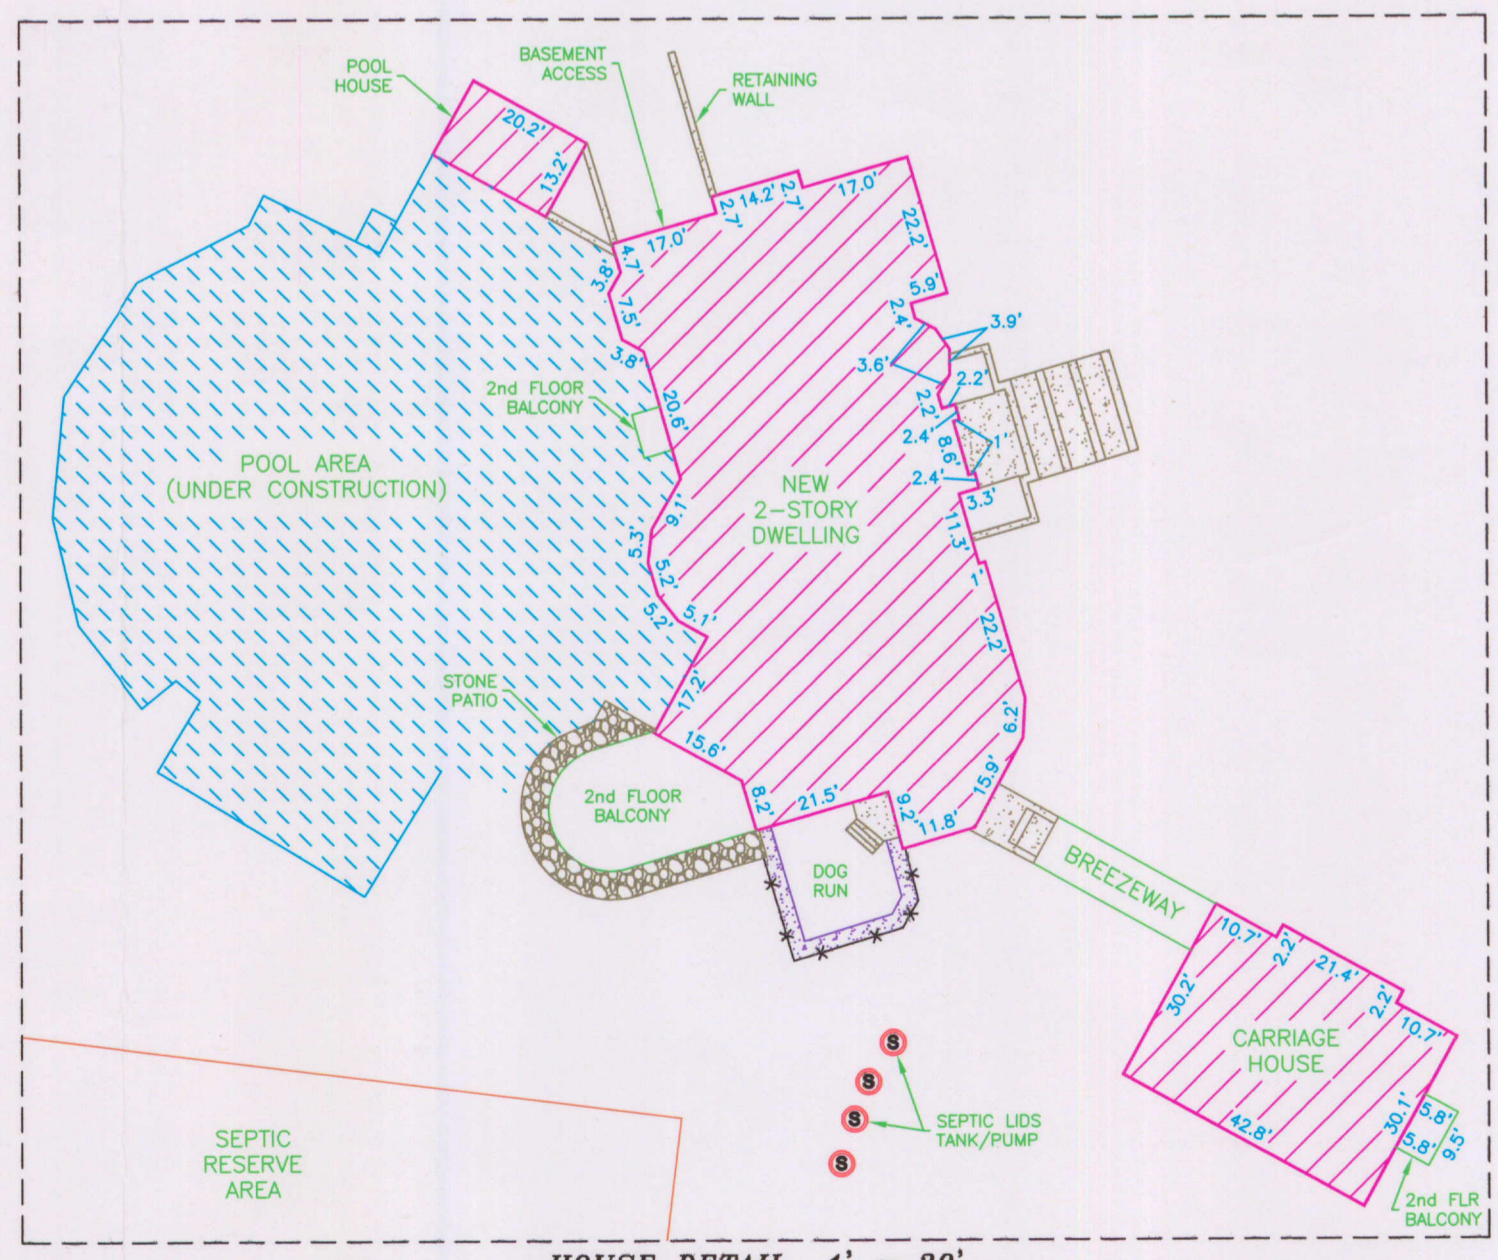 POOL
HOUSE
BASEMENT
ACCESS
RETAINING
WALL
20.2'
13.2'
17.0'
2.7'
14.2'
2.7'
17.0'
22.2'
5.9'
2.4'
3.9'
3.6'
2.2'
2.2'
2.4'
8.6'
1'
2.4'
3.3'
11.3'
1'
22.2'
6.2'
15.9'
11.8'
9.2'
21.5'
8.2'
15.6'
17.2'
5.1'
5.2'
5.2'
5.3'
9.1'
20.6'
3.8'
7.5'
3.8'
4.7'
2nd FLOOR
BALCONY
POOL AREA
(UNDER CONSTRUCTION)
NEW
2-STORY
DWELLING
STONE
PATIO
2nd FLOOR
BALCONY
DOG
RUN
BREEZEWAY
10.7'
2.2'
21.4'
2.2'
10.7'
30.2'
CARRIAGE
HOUSE
42.8'
30.1'
5.8'
5.8'
9.5'
2nd FLR
BALCONY
S
S
S
S
SEPTIC LIDS
TANK/PUMP
SEPTIC
RESERVE
AREA